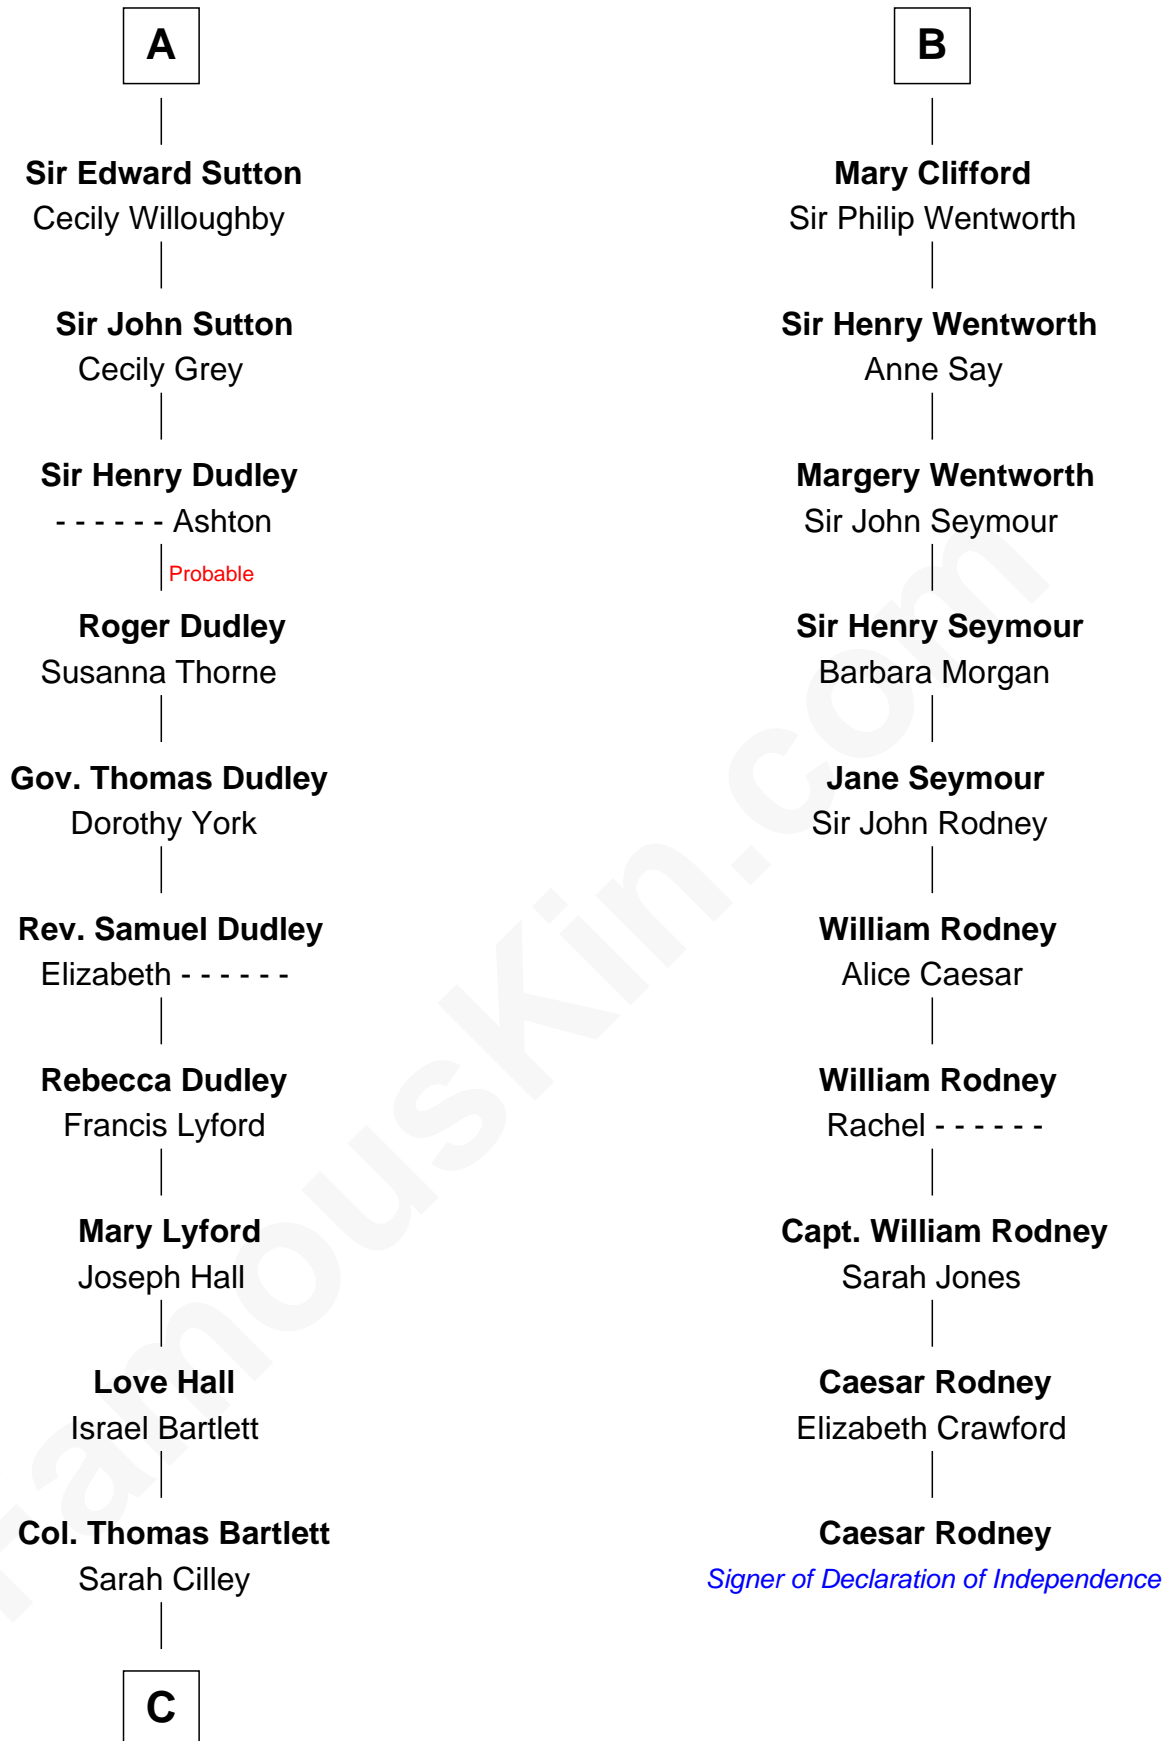 A
Sir Edward Sutton
Cecily Willoughby
Sir John Sutton
Cecily Grey
Sir Henry Dudley
- - - - - - Ashton
Probable
Roger Dudley
Susanna Thorne
Gov. Thomas Dudley
Dorothy York
Rev. Samuel Dudley
Elizabeth - - - - - -
Rebecca Dudley
Francis Lyford
Mary Lyford
Joseph Hall
Love Hall
Israel Bartlett
Col. Thomas Bartlett
Sarah Cilley
C
B
Mary Clifford
Sir Philip Wentworth
Sir Henry Wentworth
Anne Say
Margery Wentworth
Sir John Seymour
Sir Henry Seymour
Barbara Morgan
Jane Seymour
Sir John Rodney
William Rodney
Alice Caesar
William Rodney
Rachel - - - - - -
Capt. William Rodney
Sarah Jones
Caesar Rodney
Elizabeth Crawford
Caesar Rodney
Signer of Declaration of Independence
FamousKin.com